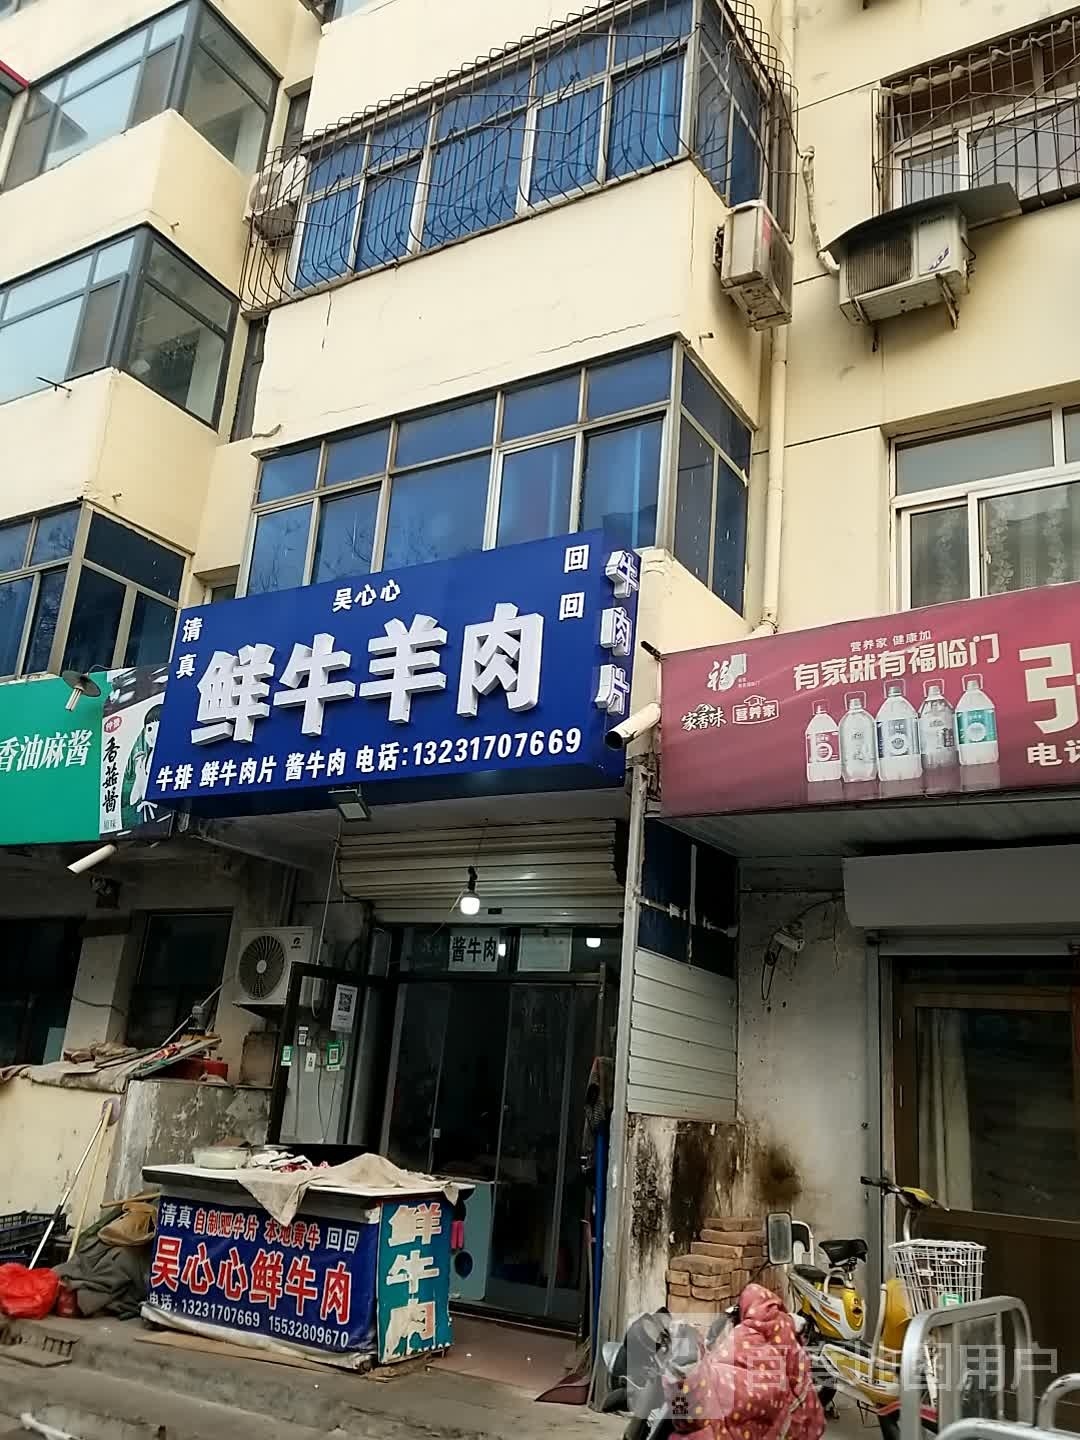 吴心心
清真
回回
鲜牛羊肉
牛排 鲜牛肉片 酱牛肉 电话:13231707669
牛肉片
香油麻酱
香菇酱
福
营养家 健康加
有家就有福临门
家香味
营养家
张
电话
酱牛肉
清真 自制肥牛片 本地黄牛 回回
吴心心鲜牛肉
电话:13231707669 15532809670
鲜牛肉
百度地图用户